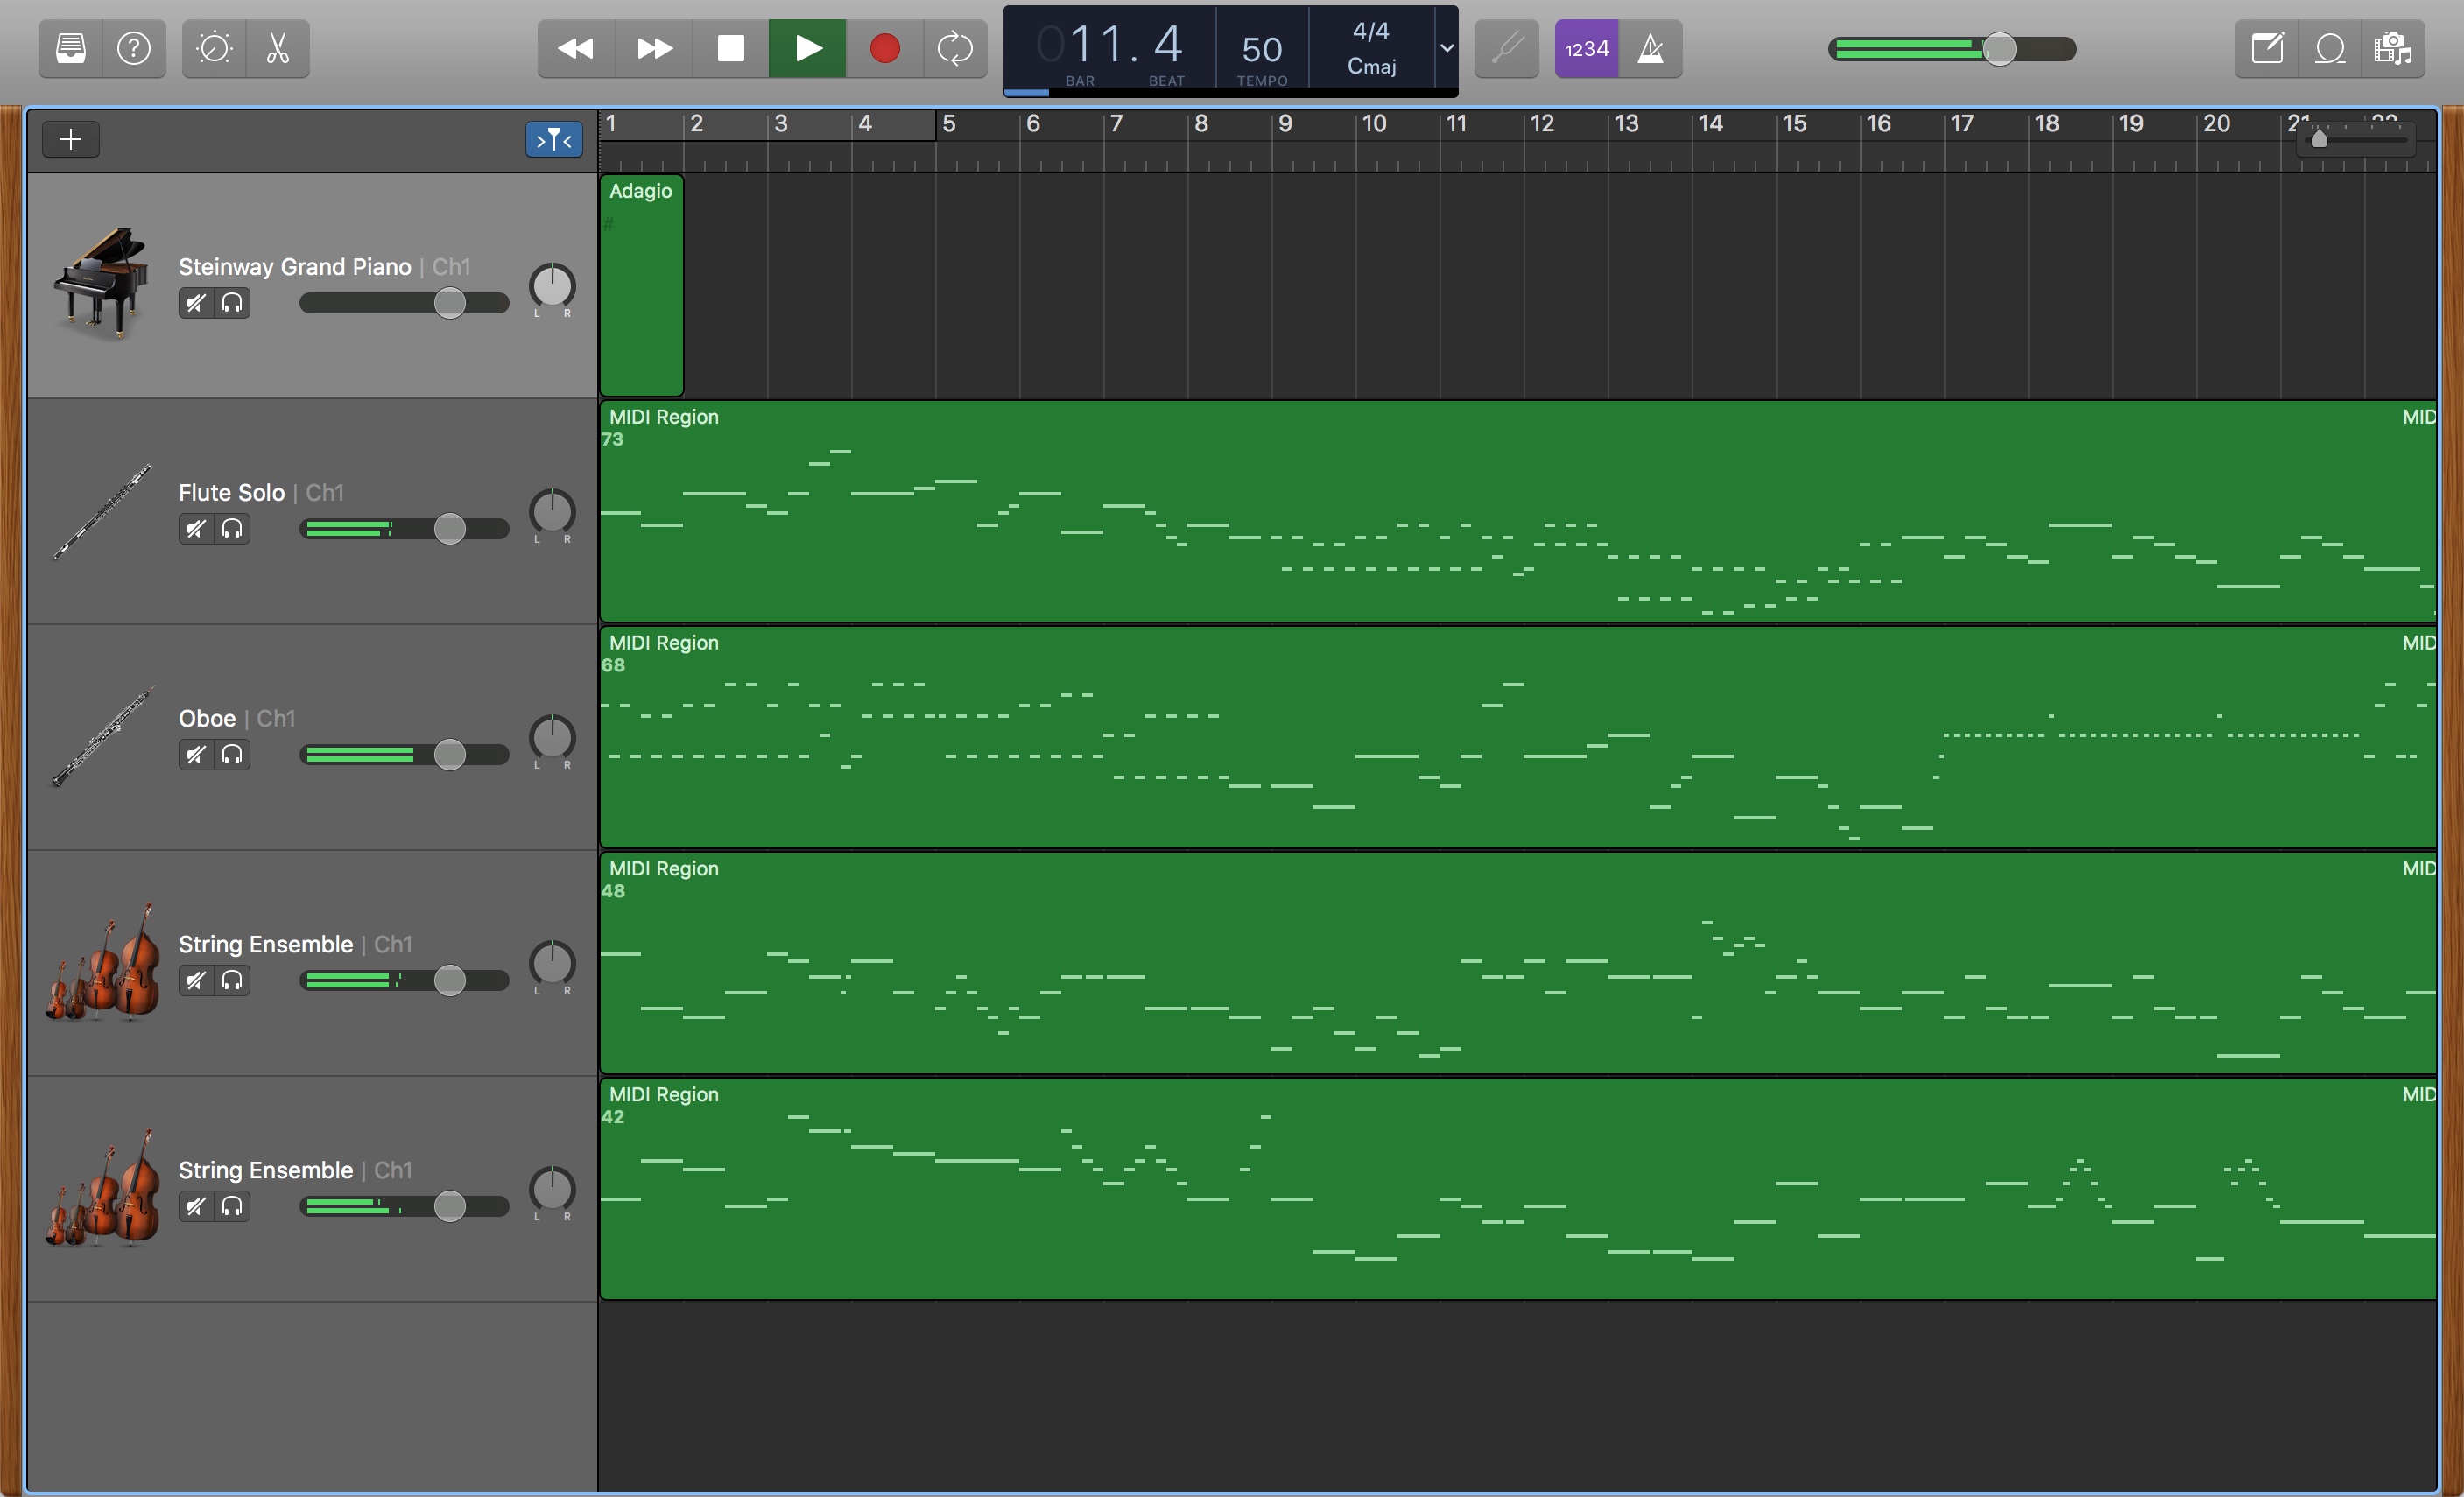 ?
011. 4
BAR
BEAT
50
TEMPO
4/4
Cmaj
1234
1 2 3 4 5 6 7 8 9 10 11 12 13 14 15 16 17 18 19 20
Adagio
#
Steinway Grand Piano | Ch1
L R
MIDI Region
MID
73
Flute Solo | Ch1
L R
MIDI Region
MID
68
Oboe | Ch1
L R
MIDI Region
MID
48
String Ensemble | Ch1
L R
MIDI Region
MID
42
String Ensemble | Ch1
L R